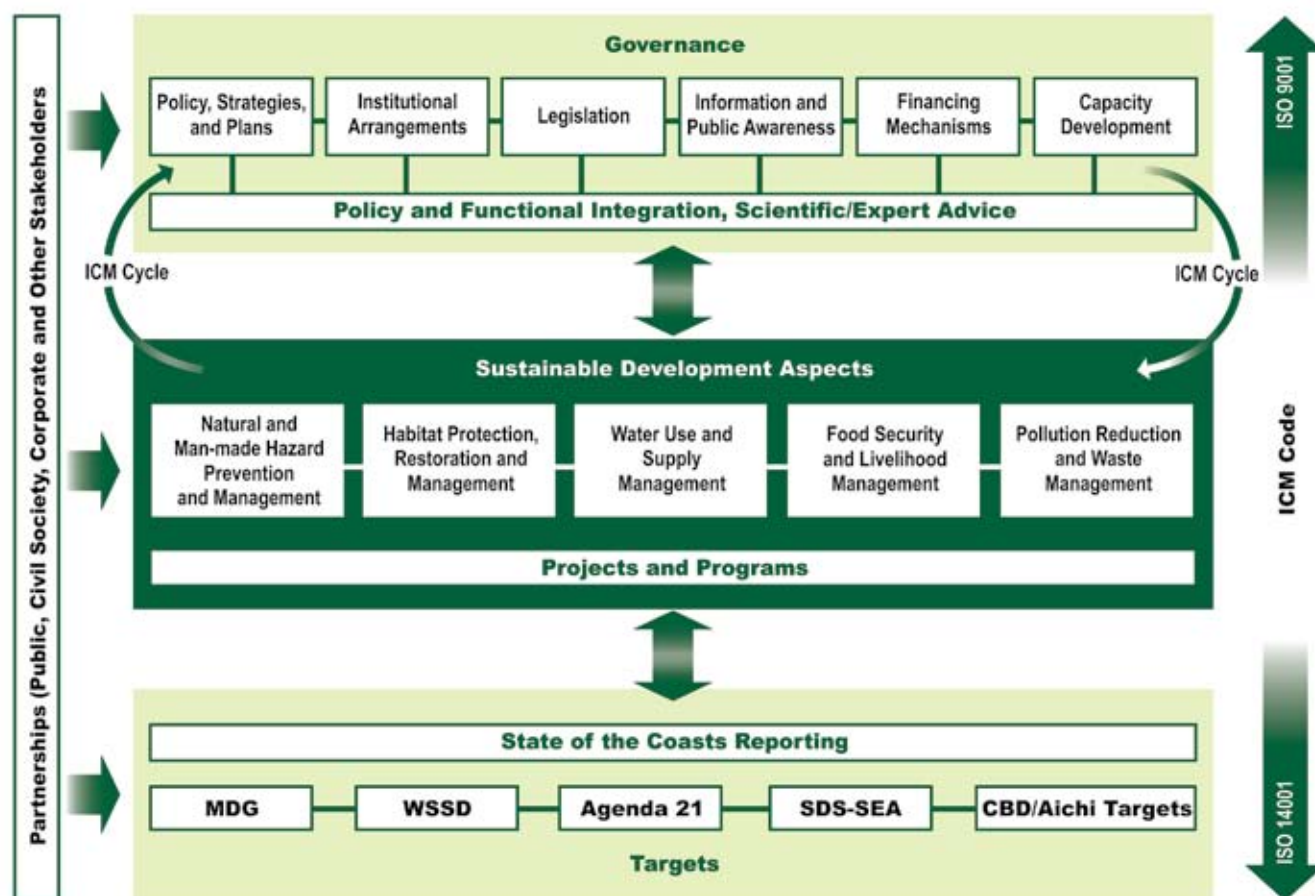 Partnerships (Public, Civil Society, Corporate and Other Stakeholders
Governance
Policy, Strategies,
and Plans
Institutional
Arrangements
Legislation
Information and
Public Awareness
Financing
Mechanisms
Capacity
Development
Policy and Functional Integration, Scientific/Expert Advice
ICM Cycle
ICM Cycle
Sustainable Development Aspects
Natural and
Man-made Hazard
Prevention
and Management
Habitat Protection,
Restoration and
Management
Water Use and
Supply
Management
Food Security
and Livelihood
Management
Pollution Reduction
and Waste
Management
Projects and Programs
State of the Coasts Reporting
MDG
WSSD
Agenda 21
SDS-SEA
CBD/Aichi Targets
Targets
ISO 9001
ICM Code
ISO 14001